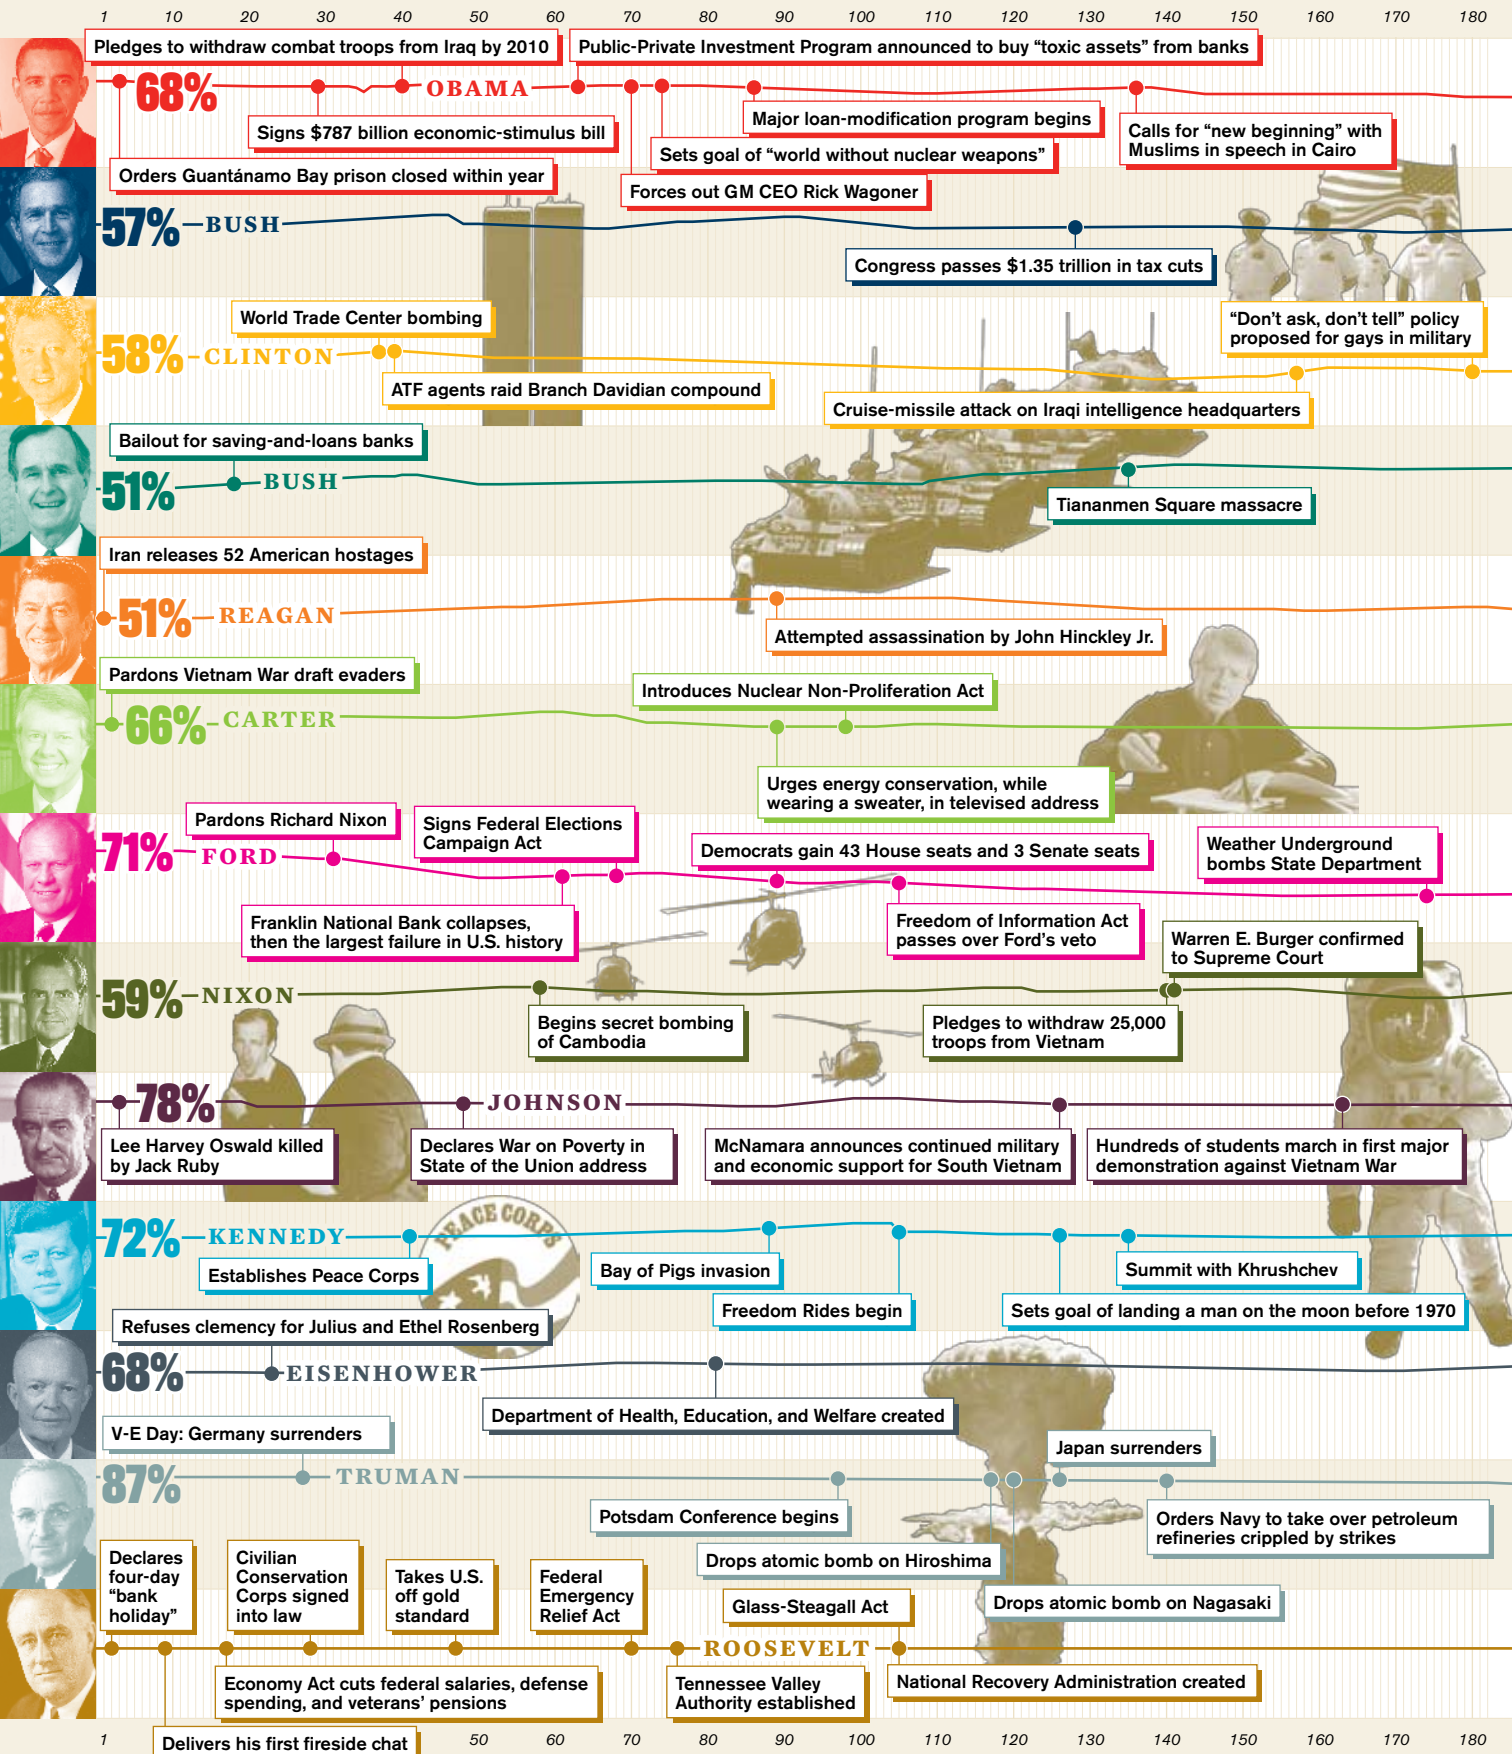 1 10 20 30 40 50 60 70 80 90 100 110 120 130 140 150 160 170 180
Pledges to withdraw combat troops from Iraq by 2010
Public-Private Investment Program announced to buy “toxic assets” from banks
68%
OBAMA
Major loan-modification program begins
Signs $787 billion economic-stimulus bill
Calls for “new beginning” with
Muslims in speech in Cairo
Sets goal of “world without nuclear weapons”
Orders Guantánamo Bay prison closed within year
Forces out GM CEO Rick Wagoner
57%
BUSH
Congress passes $1.35 trillion in tax cuts
World Trade Center bombing
“Don’t ask, don’t tell” policy
proposed for gays in military
58%
CLINTON
ATF agents raid Branch Davidian compound
Cruise-missile attack on Iraqi intelligence headquarters
Bailout for saving-and-loans banks
51%
BUSH
Tiananmen Square massacre
Iran releases 52 American hostages
51%
REAGAN
Attempted assassination by John Hinckley Jr.
Pardons Vietnam War draft evaders
Introduces Nuclear Non-Proliferation Act
66%
CARTER
Urges energy conservation, while
wearing a sweater, in televised address
Pardons Richard Nixon
Signs Federal Elections
Campaign Act
Democrats gain 43 House seats and 3 Senate seats
Weather Underground
bombs State Department
71%
FORD
Franklin National Bank collapses,
then the largest failure in U.S. history
Freedom of Information Act
passes over Ford’s veto
Warren E. Burger confirmed
to Supreme Court
59%
NIXON
Begins secret bombing
of Cambodia
Pledges to withdraw 25,000
troops from Vietnam
78%
JOHNSON
Lee Harvey Oswald killed
by Jack Ruby
Declares War on Poverty in
State of the Union address
McNamara announces continued military
and economic support for South Vietnam
Hundreds of students march in first major
demonstration against Vietnam War
PEACE CORPS
72%
KENNEDY
Establishes Peace Corps
Bay of Pigs invasion
Summit with Khrushchev
Freedom Rides begin
Sets goal of landing a man on the moon before 1970
Refuses clemency for Julius and Ethel Rosenberg
68%
EISENHOWER
Department of Health, Education, and Welfare created
V-E Day: Germany surrenders
Japan surrenders
87%
TRUMAN
Potsdam Conference begins
Orders Navy to take over petroleum
refineries crippled by strikes
Drops atomic bomb on Hiroshima
Drops atomic bomb on Nagasaki
Declares
four-day
“bank
holiday”
Civilian
Conservation
Corps signed
into law
Takes U.S.
off gold
standard
Federal
Emergency
Relief Act
Glass-Steagall Act
ROOSEVELT
Economy Act cuts federal salaries, defense
spending, and veterans’ pensions
Tennessee Valley
Authority established
National Recovery Administration created
Delivers his first fireside chat
1 50 60 70 80 90 100 110 120 130 140 150 160 170 180